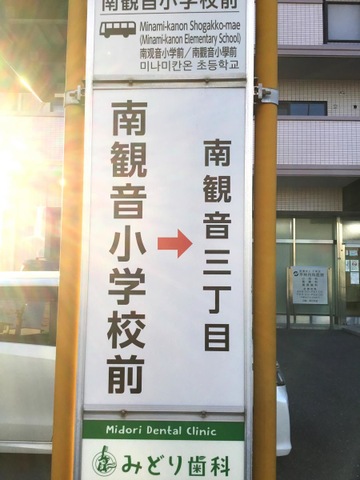 南観音小学校前
Minami-kanon Shogakko-mae
(Minami-kanon Elementary School)
南观音小学前／南觀音小學前
미나미칸온 초등학교
南観音小学校前
→
南観音三丁目
Midori Dental Clinic
みどり歯科